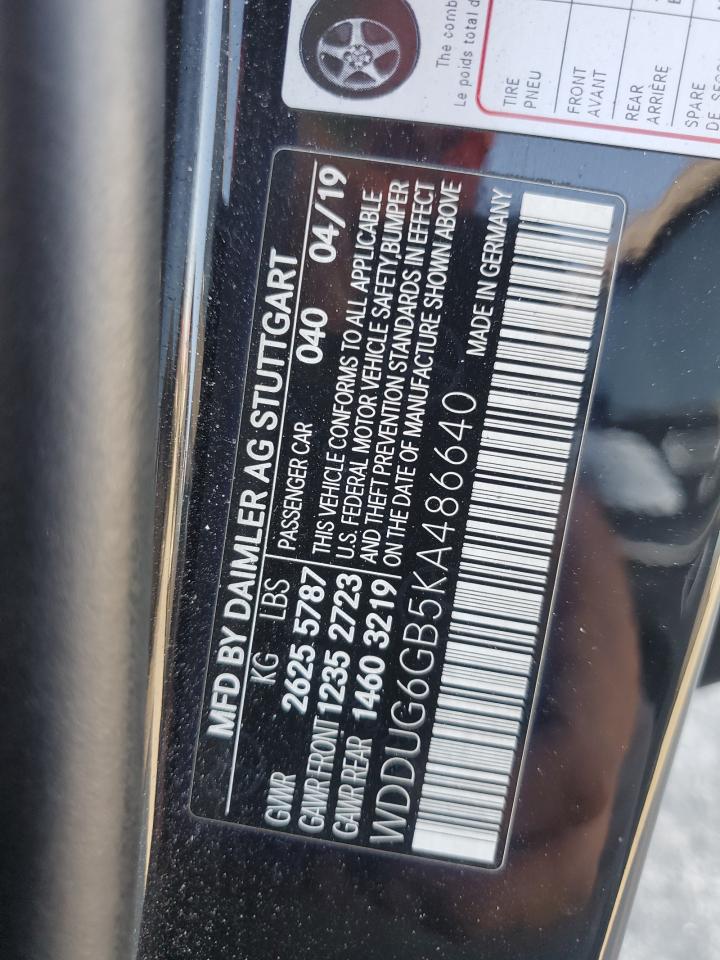 The comb
Le poids total d
TIRE
PNEU
FRONT
AVANT
REAR
ARRIÈRE
SPARE
MFD BY DAIMLER AG STUTTGART
KG LBS PASSENGER CAR 040 04/19
GVWR 2625 5787
GAWR FRONT 1235 2723
GAWR REAR 1460 3219
THIS VEHICLE CONFORMS TO ALL APPLICABLE
U.S. FEDERAL MOTOR VEHICLE SAFETY,BUMPER
AND THEFT PREVENTION STANDARDS IN EFFECT
ON THE DATE OF MANUFACTURE SHOWN ABOVE
WDDUG6GB5KA486640 MADE IN GERMANY